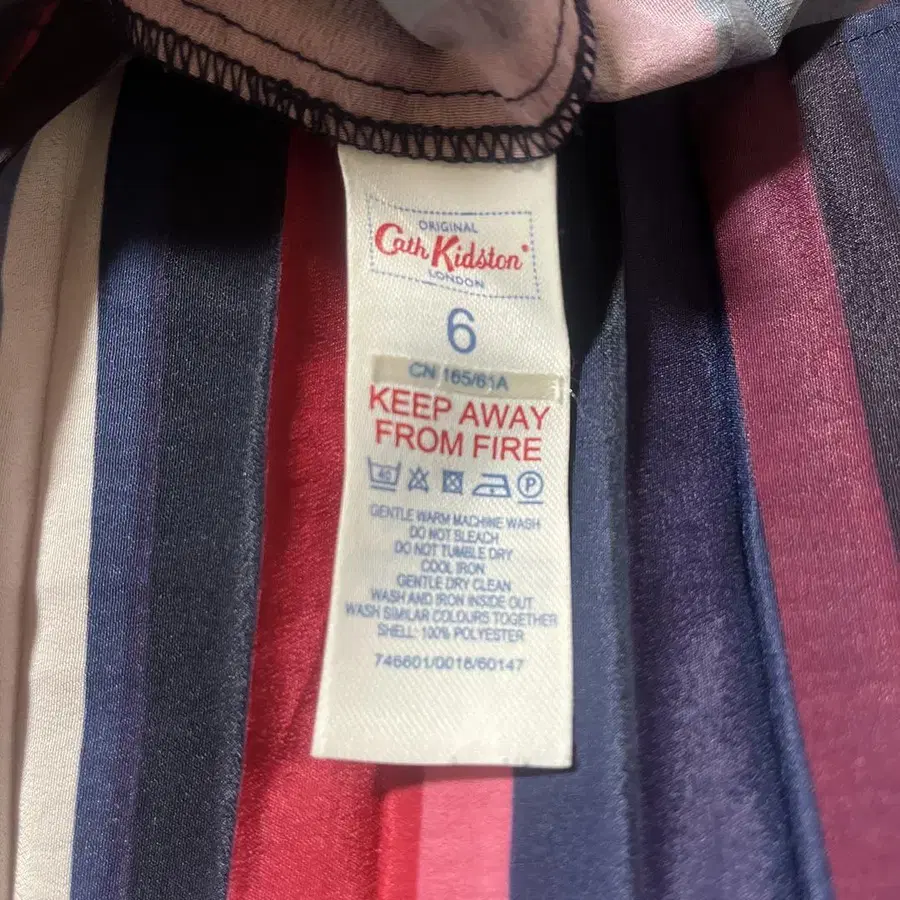 ORIGINAL
Cath Kidston
LONDON
6
CN 165/61A
KEEP AWAY
FROM FIRE
40 P
GENTLE WARM MACHINE WASH
DO NOT BLEACH
DO NOT TUMBLE DRY
COOL IRON
GENTLE DRY CLEAN
WASH AND IRON INSIDE OUT
WASH SIMILAR COLOURS TOGETHER
SHELL: 100% POLYESTER
746601/0018/60147